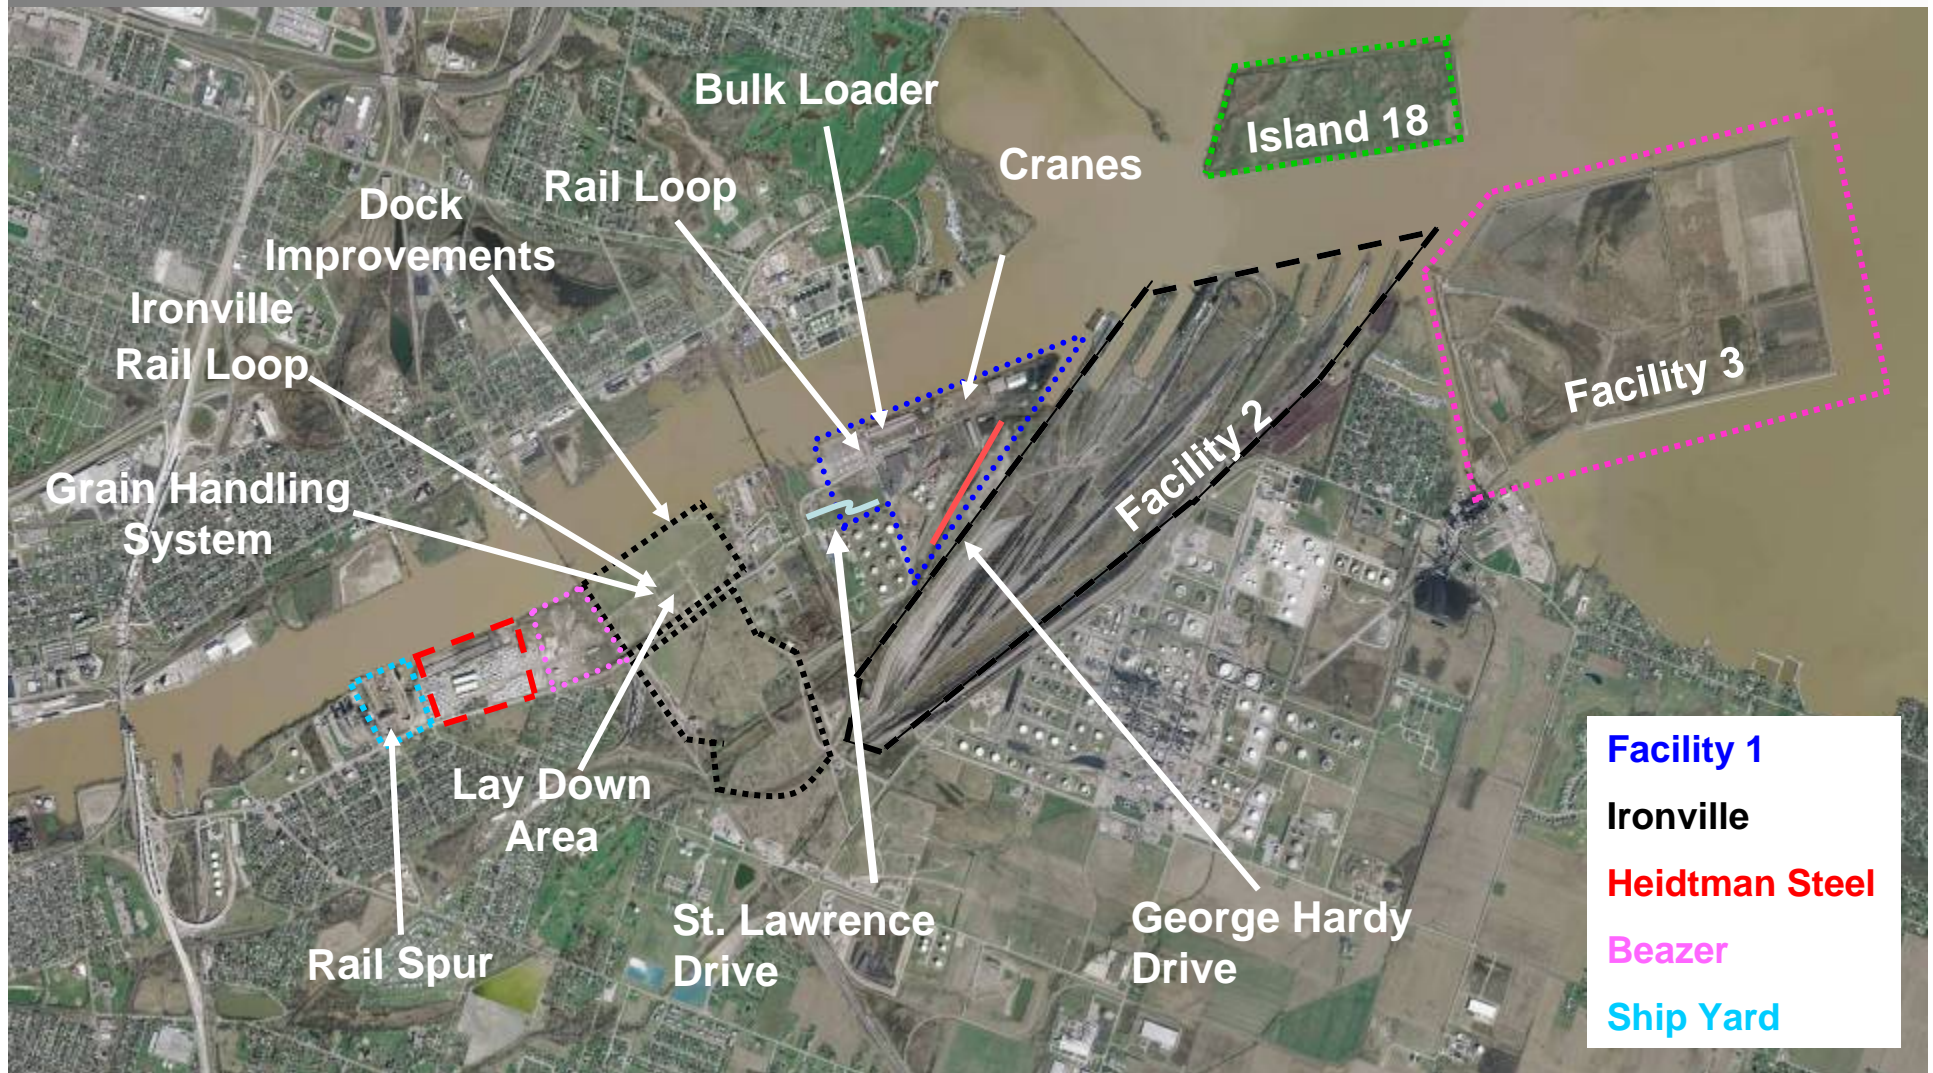 Bulk Loader
Island 18
Cranes
Rail Loop
Dock
Improvements
Ironville
Rail Loop
Facility 3
Facility 2
Grain Handling
System
Lay Down
Area
St. Lawrence
Drive
George Hardy
Drive
Rail Spur
Facility 1
Ironville
Heidtman Steel
Beazer
Ship Yard